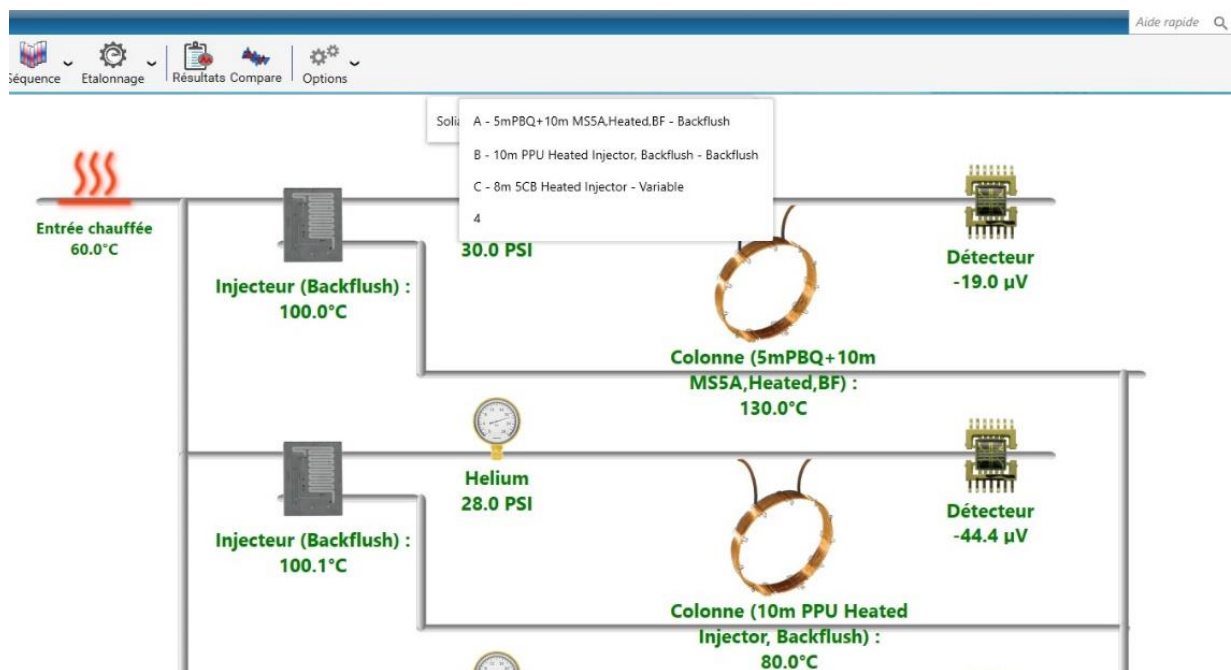 Aide rapide
Séquence
Etalonnage
Résultats
Compare
Options
A - 5mPBQ+10m MS5A,Heated,BF - Backflush
B - 10m PPU Heated Injector, Backflush - Backflush
C - 8m 5CB Heated Injector - Variable
4
Entrée chauffée
60.0°C
30.0 PSI
Injecteur (Backflush) :
100.0°C
Détecteur
-19.0 µV
Colonne (5mPBQ+10m
MS5A,Heated,BF) :
130.0°C
Helium
28.0 PSI
Injecteur (Backflush) :
100.1°C
Détecteur
-44.4 µV
Colonne (10m PPU Heated
Injector, Backflush) :
80.0°C